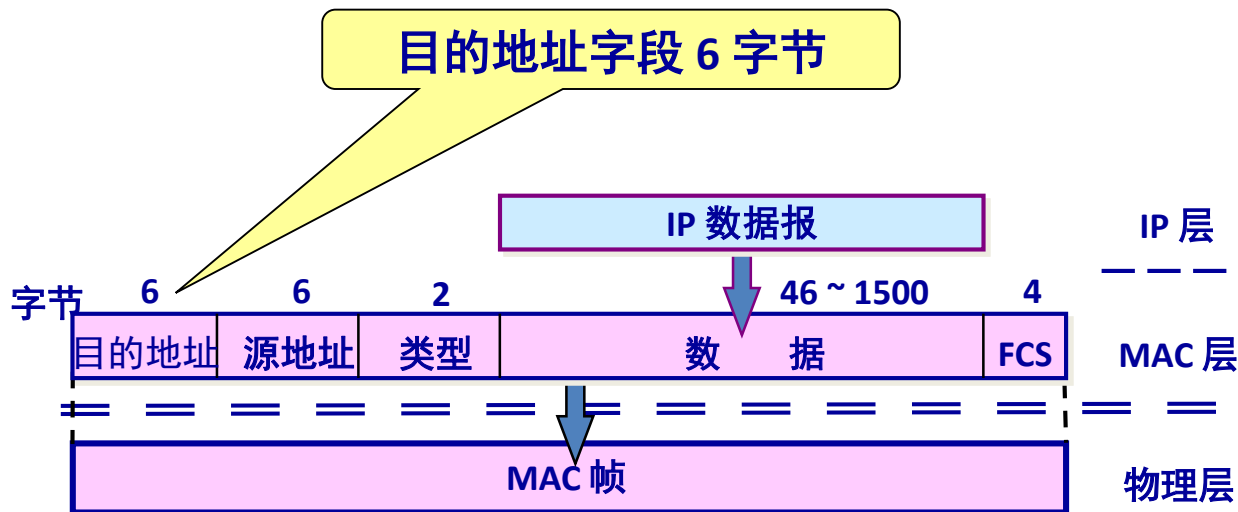 目的地址字段 6 字节
IP 数据报
IP 层
字节 6 6 2 46 ~ 1500 4
目的地址 源地址 类型 数 据 FCS MAC 层
MAC 帧
物理层